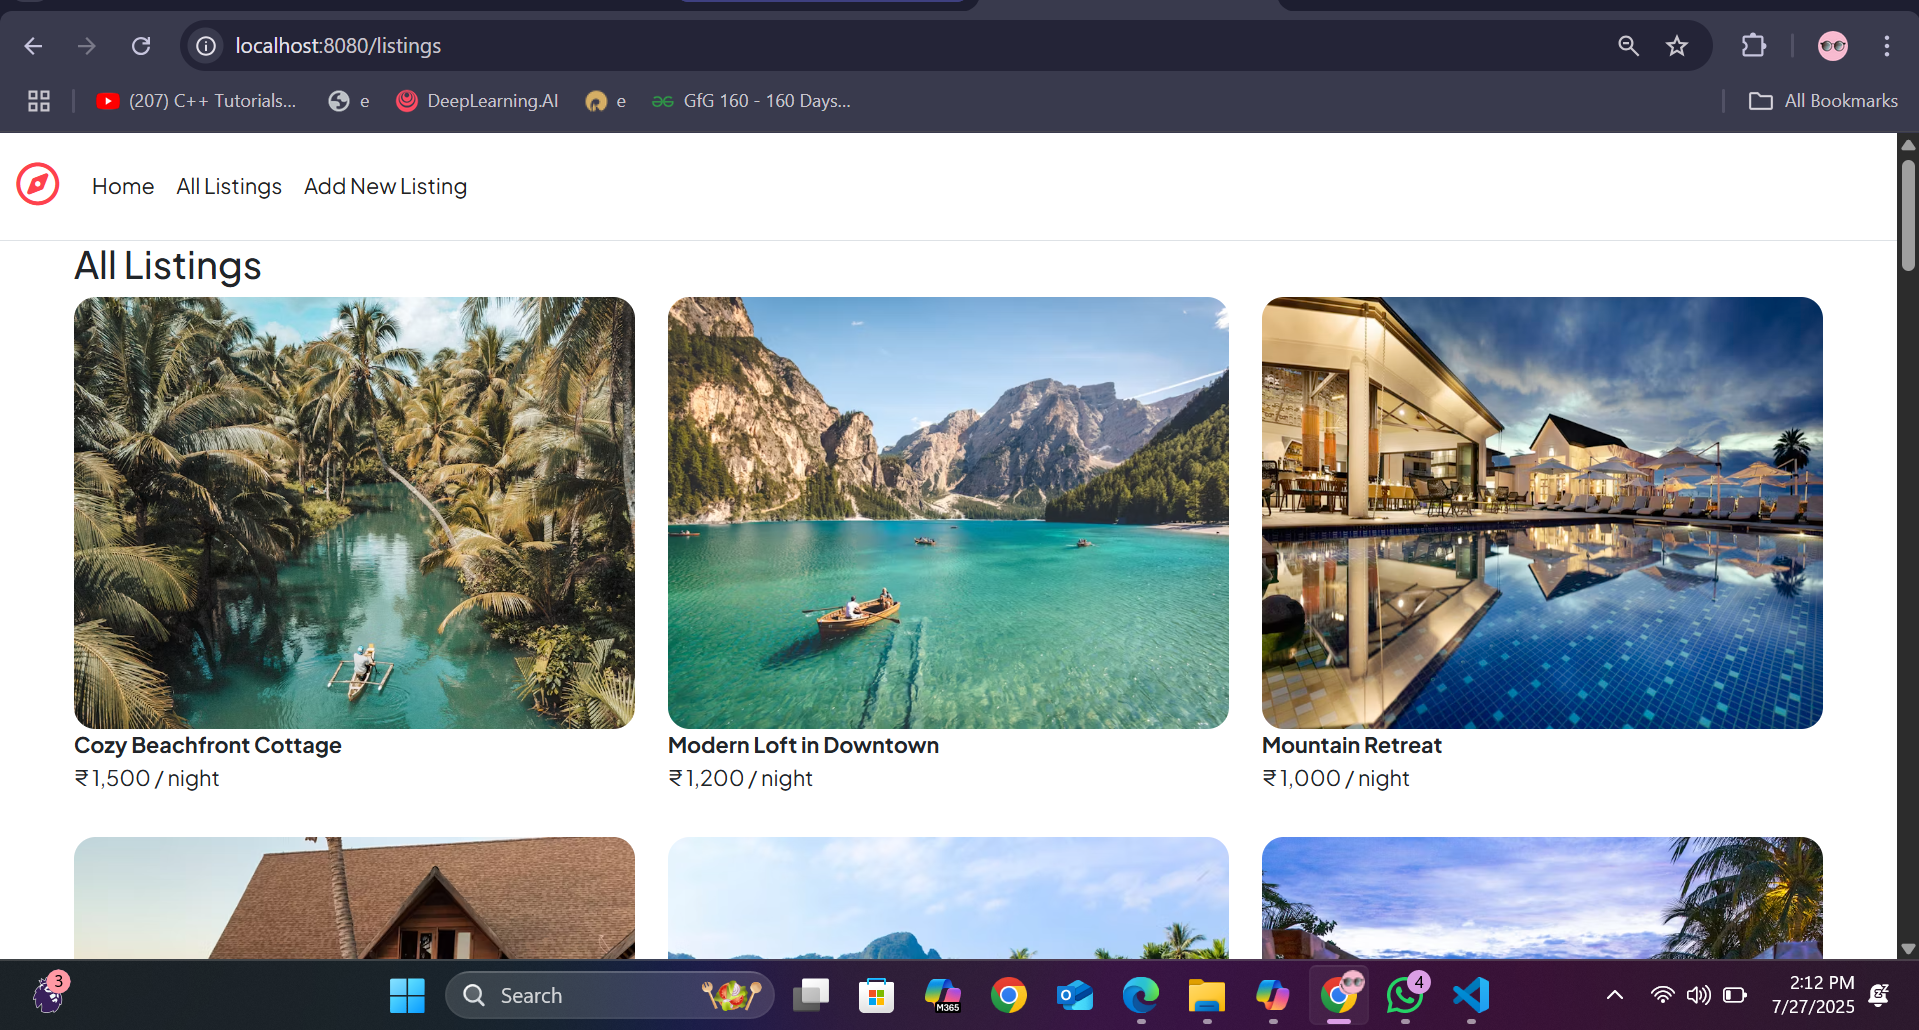 localhost:8080/listings
(207) C++ Tutorials...
e
DeepLearning.AI
e
GfG 160 - 160 Days...
All Bookmarks
Home
All Listings
Add New Listing
All Listings
Cozy Beachfront Cottage
₹1,500 / night
Modern Loft in Downtown
₹1,200 / night
Mountain Retreat
₹1,000 / night
3
Search
M365
4
2:12 PM
7/27/2025